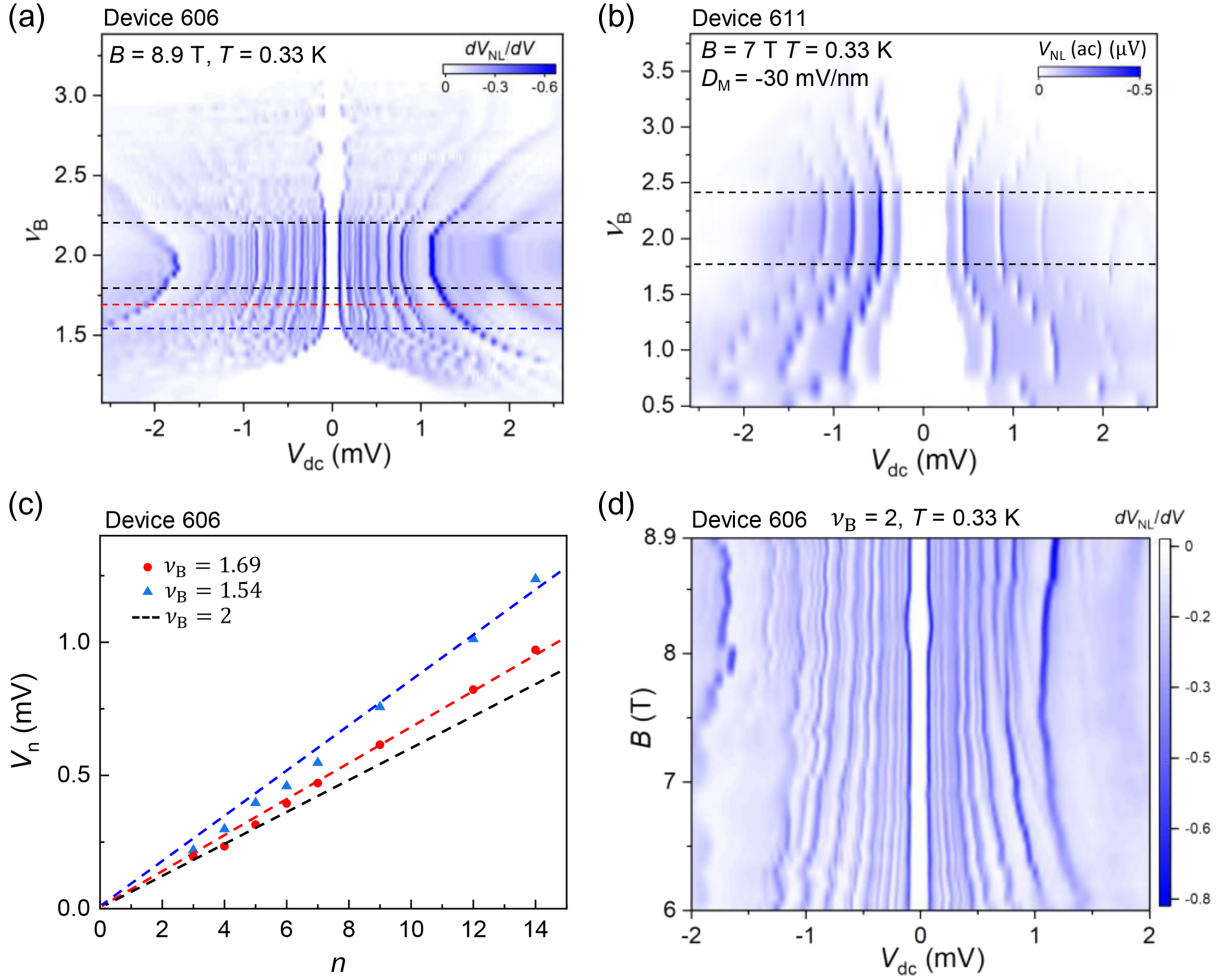 (a)
Device 606
B = 8.9 T, T = 0.33 K
dV_NL/dV
0 -0.3 -0.6
3.0
2.5
2.0
1.5
ν_B
-2 -1 0 1 2
V_dc (mV)
(b)
Device 611
B = 7 T T = 0.33 K
D_M = -30 mV/nm
V_NL (ac) (μV)
0 -0.5
3.5
3.0
2.5
2.0
1.5
1.0
0.5
ν_B
-2 -1 0 1 2
V_dc (mV)
(c)
Device 606
ν_B = 1.69
ν_B = 1.54
ν_B = 2
1.0
0.5
0.0
V_n (mV)
0 2 4 6 8 10 12 14
n
(d)
Device 606 ν_B = 2, T = 0.33 K
dV_NL/dV
8.9
8
7
6
B (T)
-2 -1 0 1 2
V_dc (mV)
0
-0.2
-0.3
-0.5
-0.6
-0.8